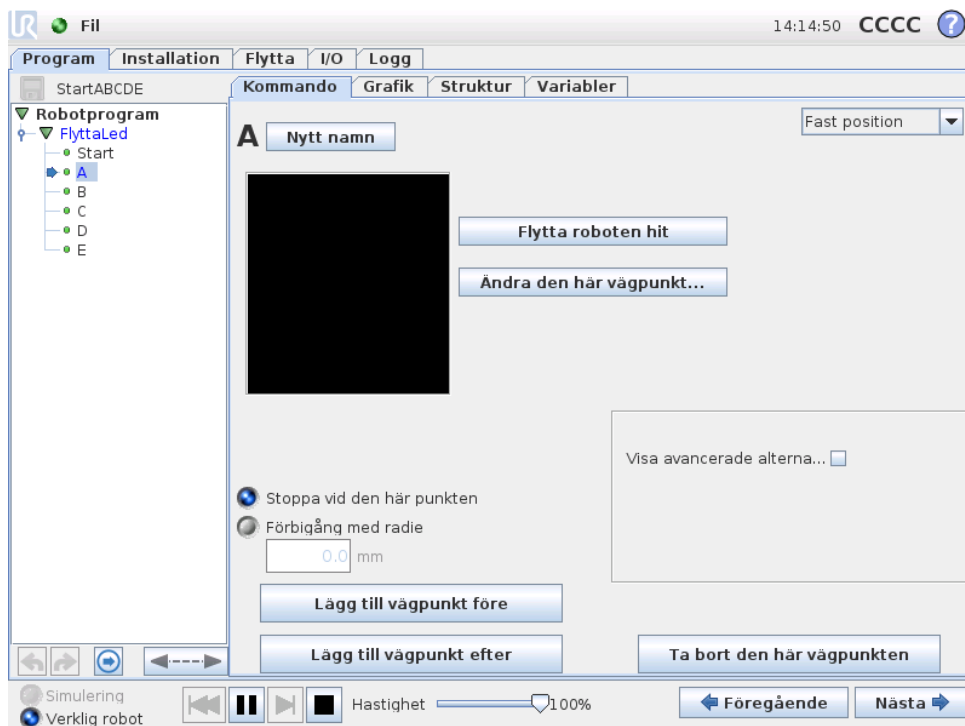 UR Fil 14:14:50 CCCC ?
Program Installation Flytta I/O Logg
StartABCDE
Kommando Grafik Struktur Variabler
Robotprogram
FlyttaLed
Start
A
B
C
D
E
A Nytt namn
Fast position
Flytta roboten hit
Ändra den här vägpunkt...
Visa avancerade alterna...
Stoppa vid den här punkten
Förbigång med radie
0.0 mm
Lägg till vägpunkt före
Lägg till vägpunkt efter
Ta bort den här vägpunkten
Simulering
Verklig robot
Hastighet 100%
Föregående
Nästa